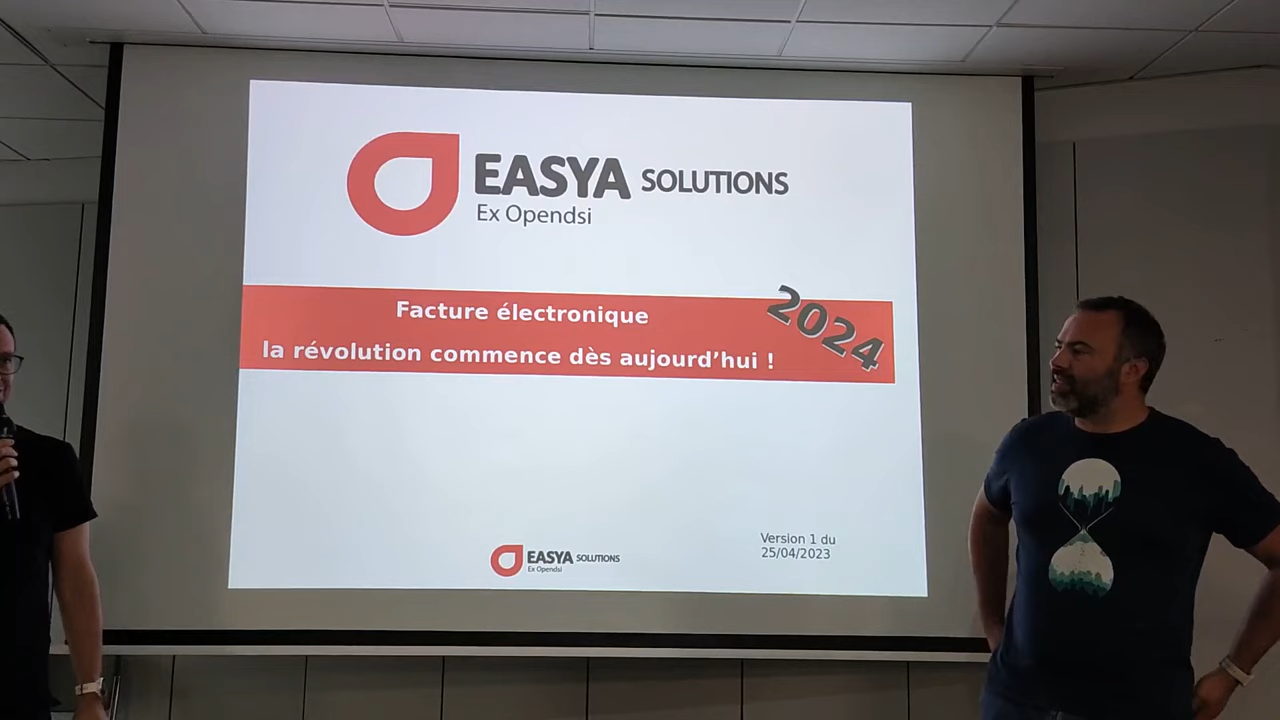 EASYA SOLUTIONS
Ex Opendsi
2024
Facture électronique
la révolution commence dès aujourd’hui !
EASYA SOLUTIONS
Ex Opendsi
Version 1 du
25/04/2023